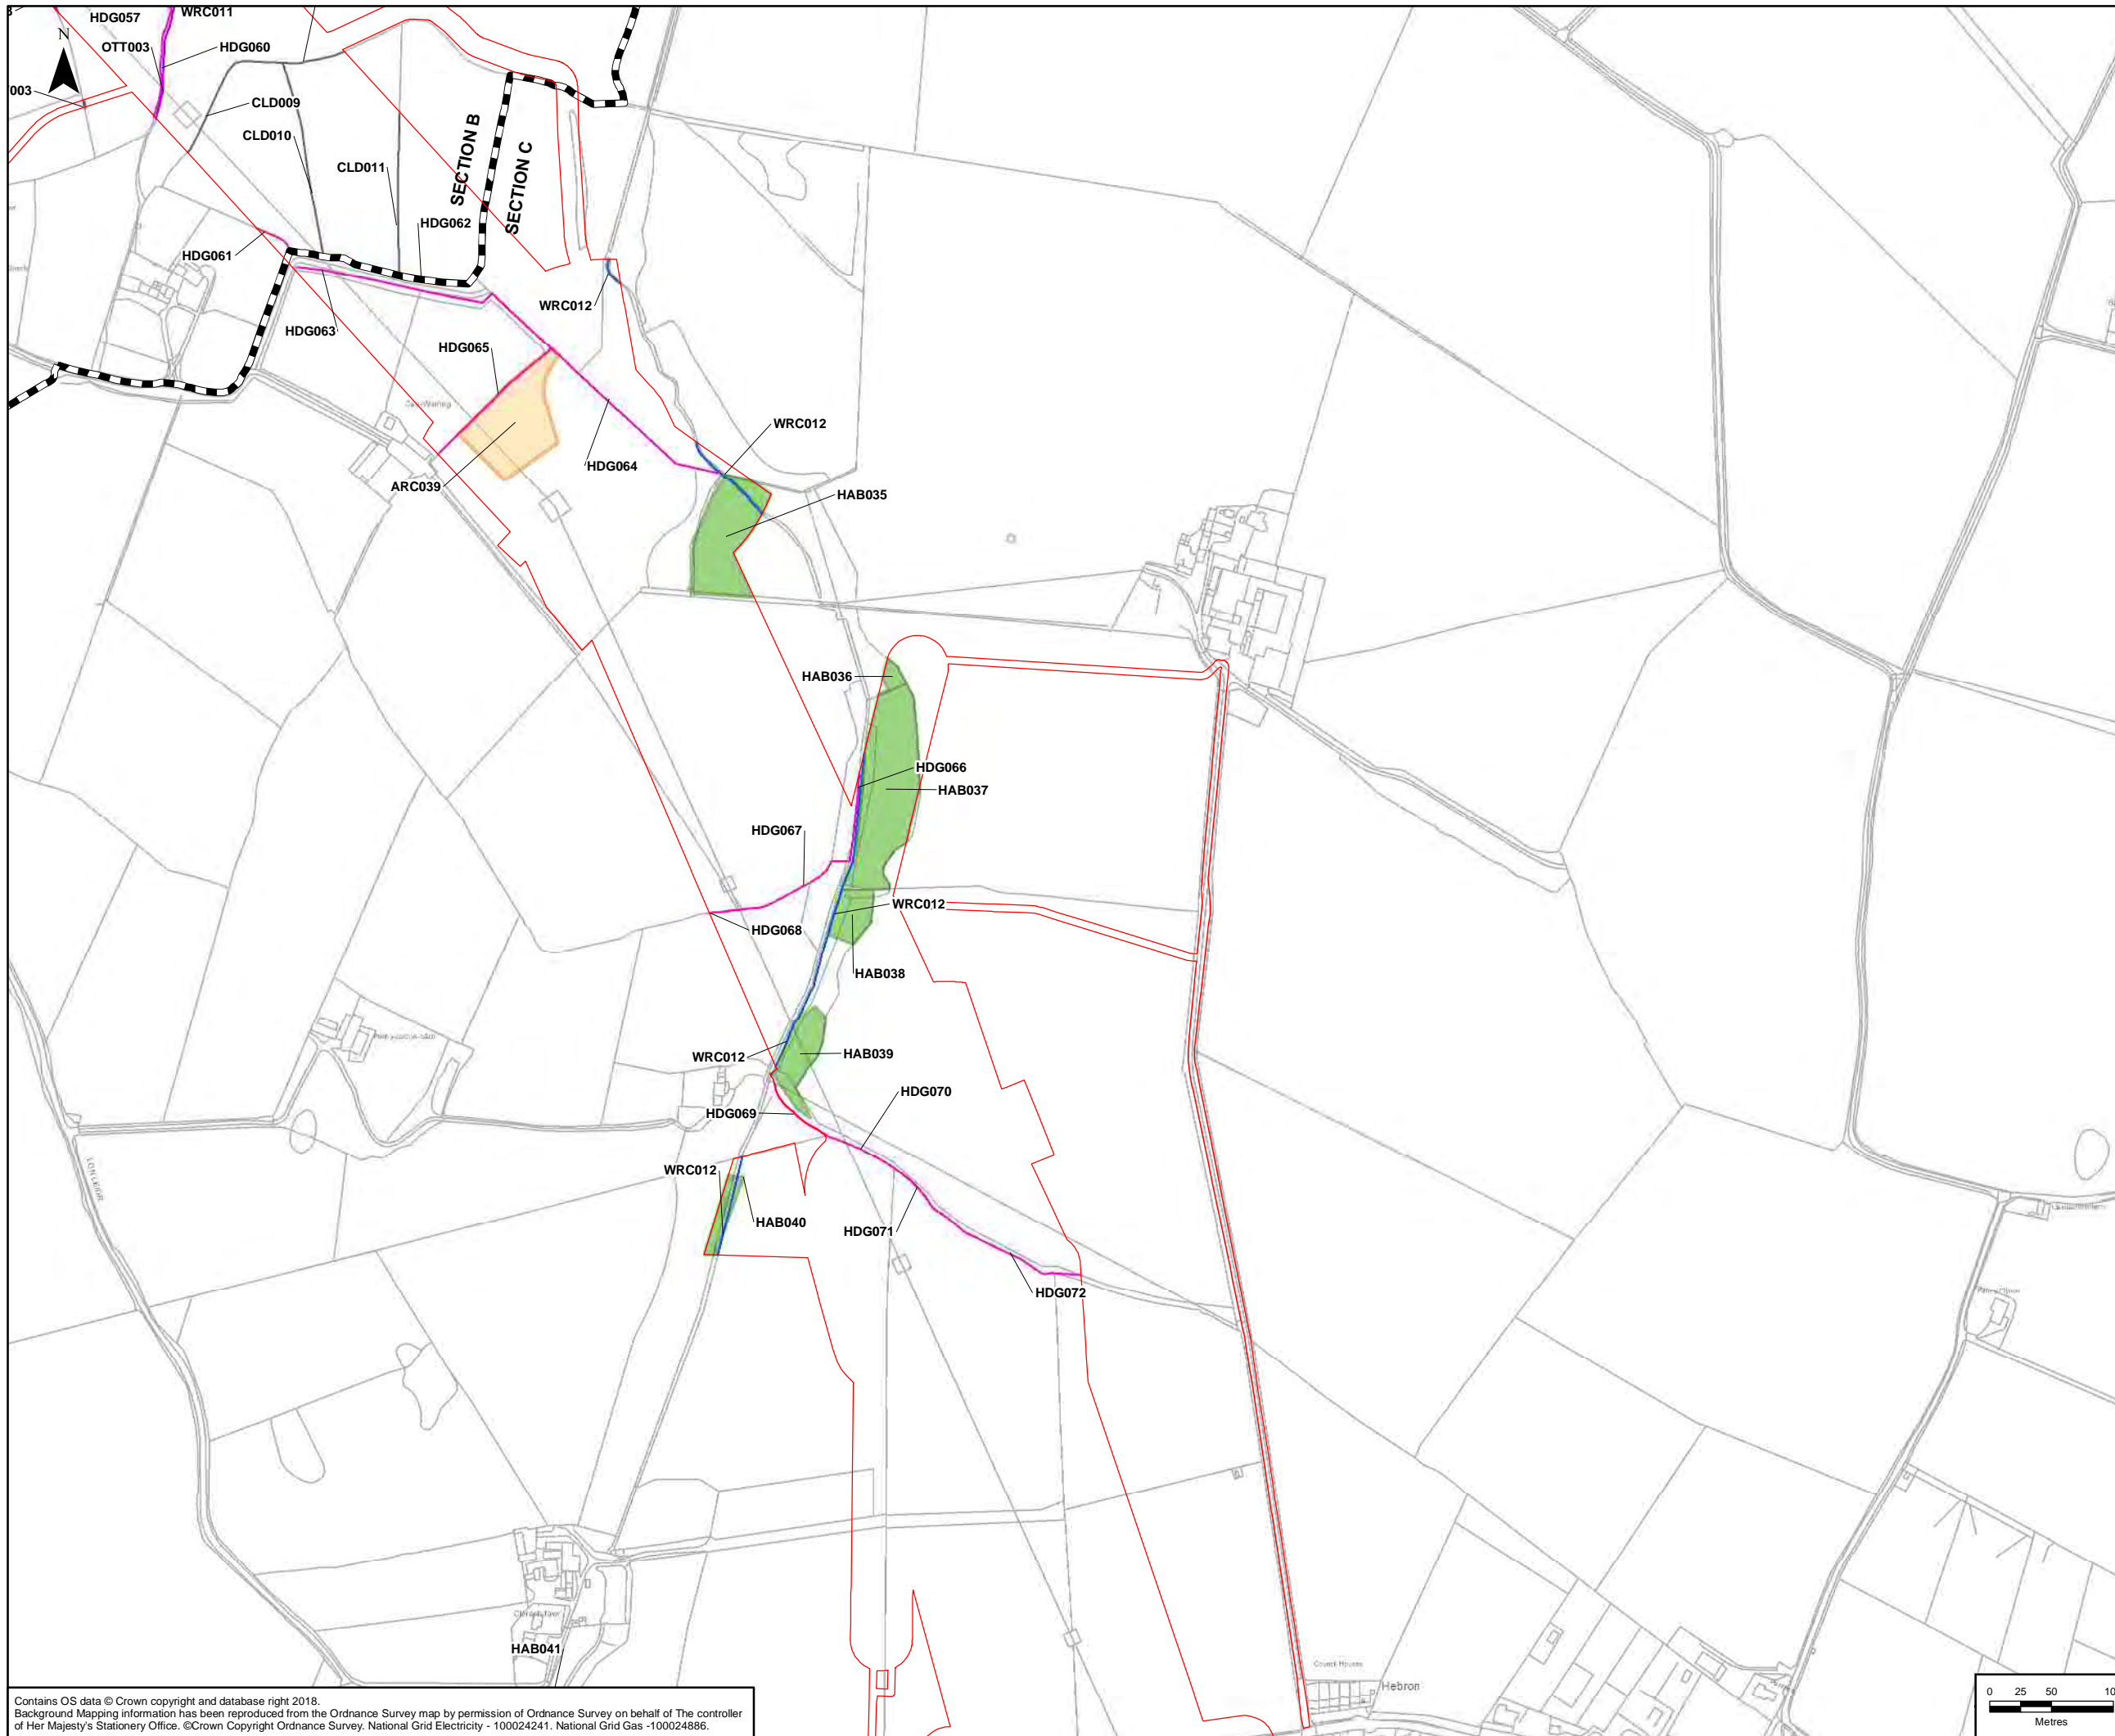 HDG057
WRC011
N
OTT003
HDG060
003
CLD009
CLD010
CLD011
SECTION B
SECTION C
HDG062
HDG061
WRC012
HDG063
HDG065
WRC012
HDG064
ARC039
HAB035
HAB036
HDG066
HAB037
HDG067
WRC012
HDG068
HAB038
WRC012
HAB039
HDG070
HDG069
WRC012
HAB040
HDG071
HDG072
HAB041
Council Houses
Hebron
Contains OS data © Crown copyright and database right 2018.
Background Mapping information has been reproduced from the Ordnance Survey map by permission of Ordnance Survey on behalf of The controller
of Her Majesty's Stationery Office. ©Crown Copyright Ordnance Survey. National Grid Electricity - 100024241. National Grid Gas -100024886.
0 25 50 10
Metres